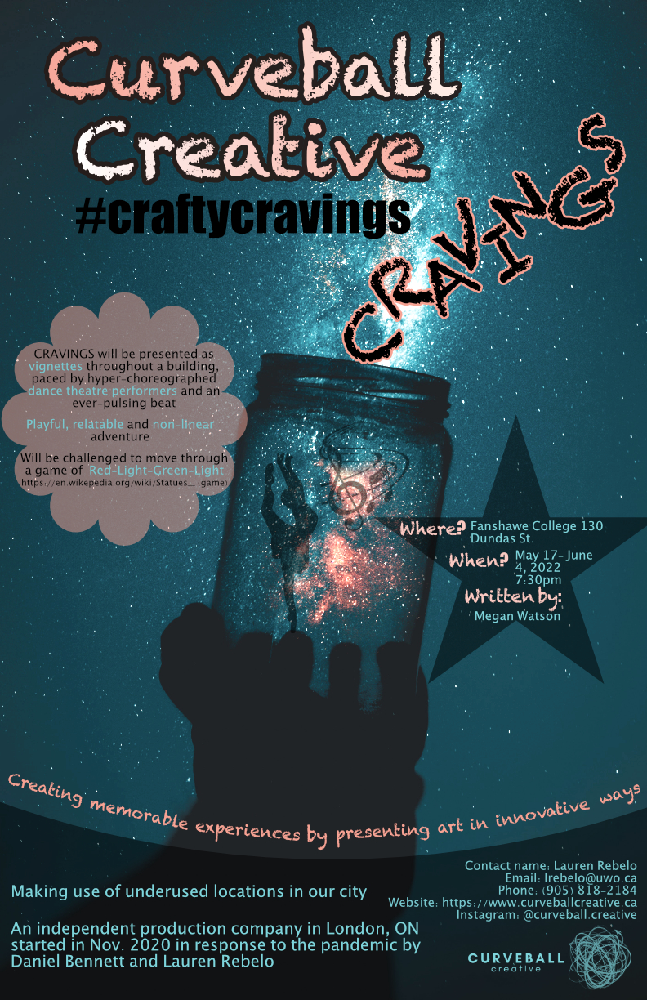 Curveball
Creative
#craftycravings
CRAVINGS
CRAVINGS will be presented as
vignettes throughout a building,
paced by hyper-choreographed
dance theatre performers and an
ever-pulsing beat
Playful, relatable and non-linear
adventure
Will be challenged to move through
a game of Red-Light-Green-Light
https://en.wikepedia.org/wiki/Statues_ (game)
Where? Fanshawe College 130
Dundas St.
When? May 17- June
4, 2022
7:30pm
Written by:
Megan Watson
Creating memorable experiences by presenting art in innovative ways
Making use of underused locations in our city
An independent production company in London, ON
started in Nov. 2020 in response to the pandemic by
Daniel Bennett and Lauren Rebelo
Contact name: Lauren Rebelo
Email: lrebelo@uwo.ca
Phone: (905) 818-2184
Website: https://www.curveballcreative.ca
Instagram: @curveball.creative
CURVEBALL
creative